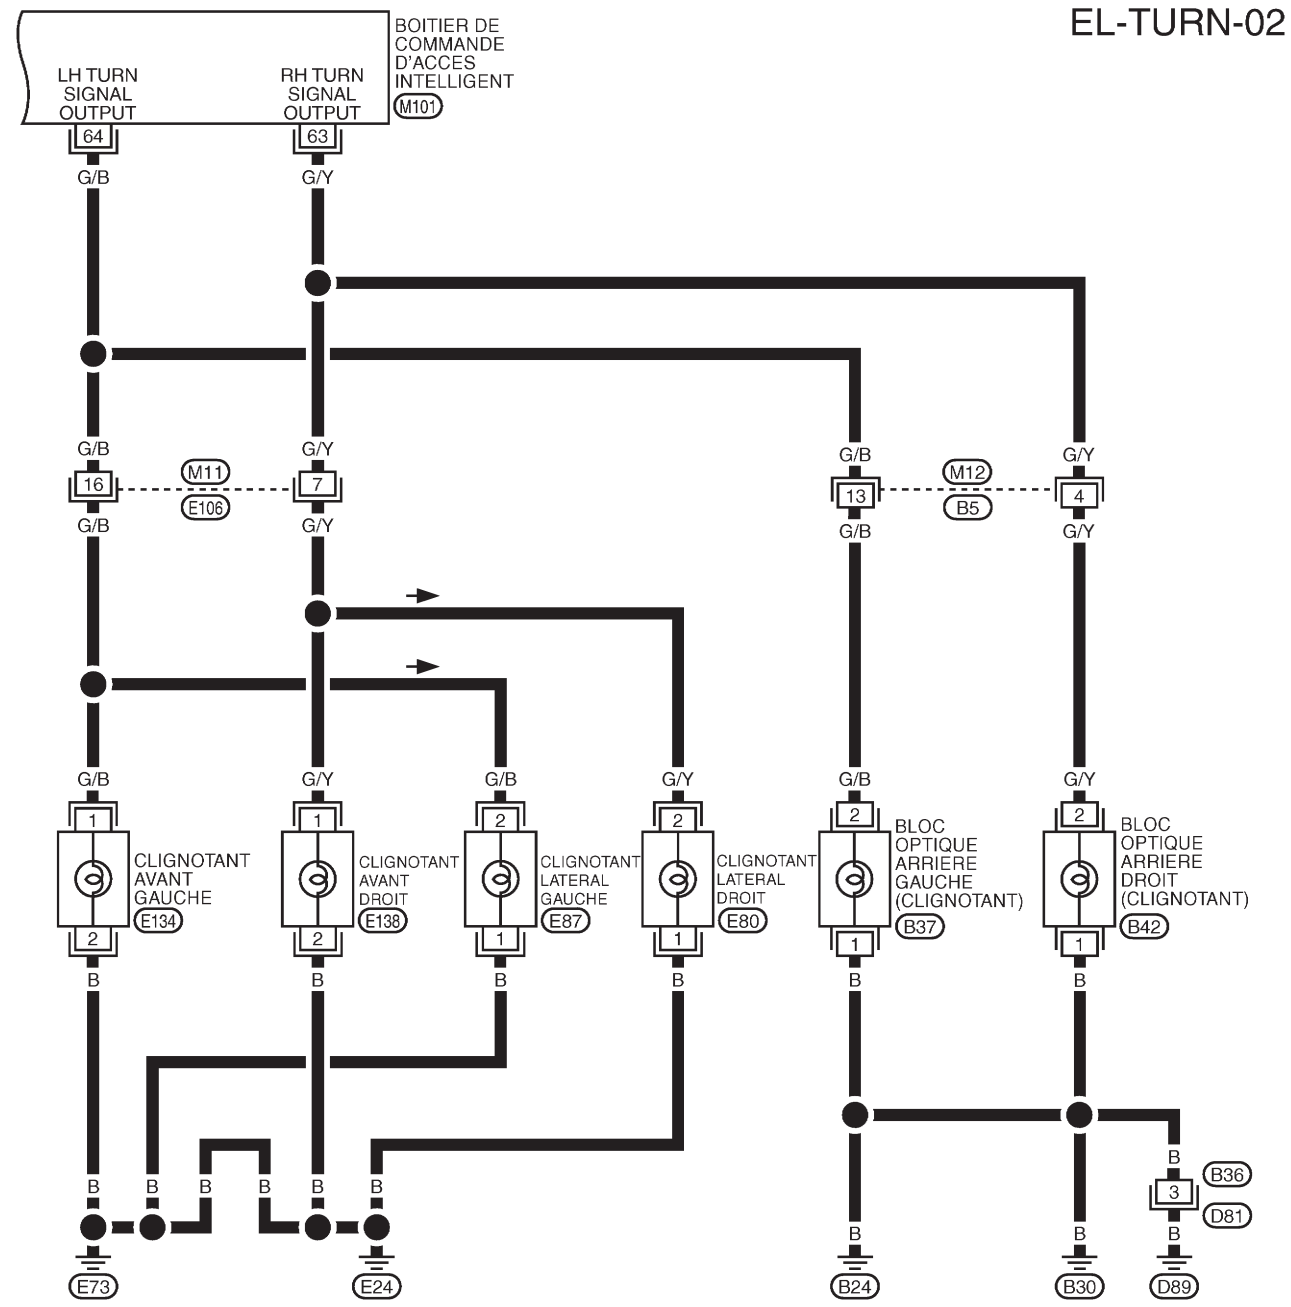 EL-TURN-02
BOITIER DE
COMMANDE
D'ACCES
INTELLIGENT
M101
LH TURN
SIGNAL
OUTPUT
RH TURN
SIGNAL
OUTPUT
64
63
G/B
G/Y
G/B
G/Y
G/B
G/Y
16
M11
E106
7
13
M12
B5
4
G/B
G/Y
G/B
G/Y
G/B
G/Y
G/B
G/Y
G/B
G/Y
1
1
2
2
2
2
CLIGNOTANT
AVANT
GAUCHE
E134
CLIGNOTANT
AVANT
DROIT
E138
CLIGNOTANT
LATERAL
GAUCHE
E87
CLIGNOTANT
LATERAL
DROIT
E80
BLOC
OPTIQUE
ARRIERE
GAUCHE
(CLIGNOTANT)
B37
BLOC
OPTIQUE
ARRIERE
DROIT
(CLIGNOTANT)
B42
2
2
1
1
1
1
B
B
B
B
B
B
B
B36
3
D81
B
B
B
B
B
B
B
B
B
E73
E24
B24
B30
D89